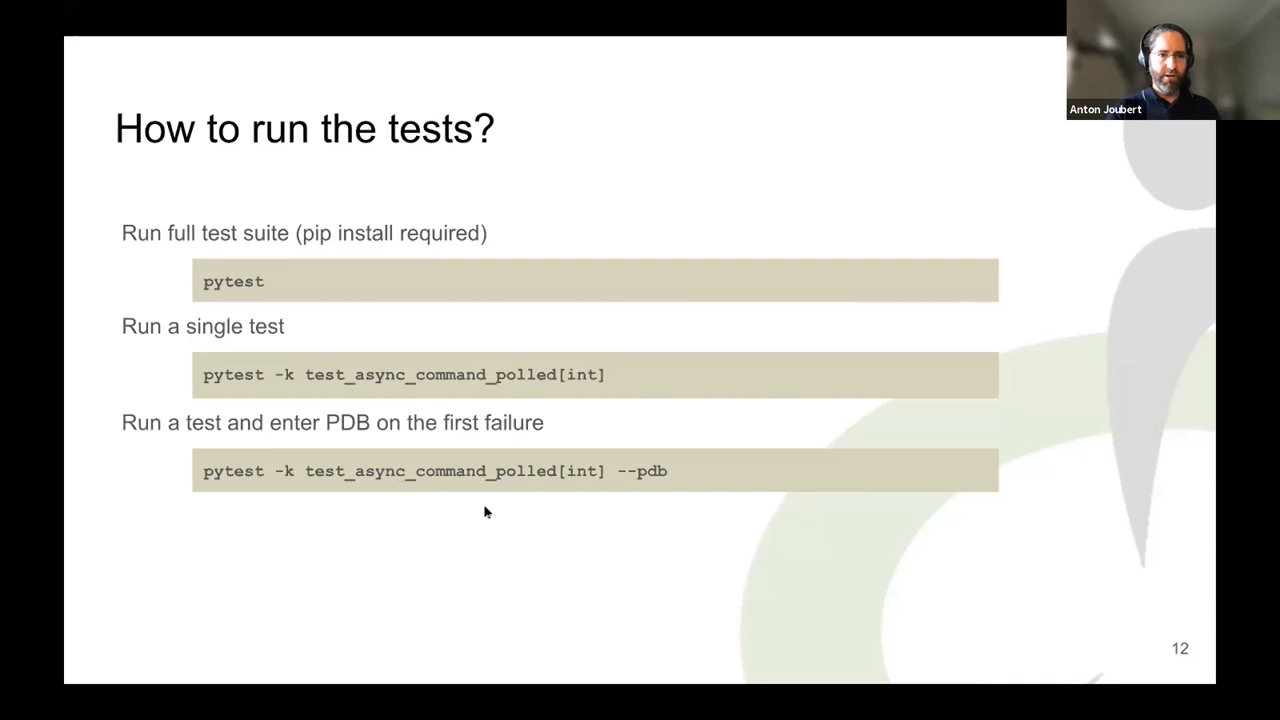 Anton Joubert
How to run the tests?
Run full test suite (pip install required)
pytest
Run a single test
pytest -k test_async_command_polled[int]
Run a test and enter PDB on the first failure
pytest -k test_async_command_polled[int] --pdb
12